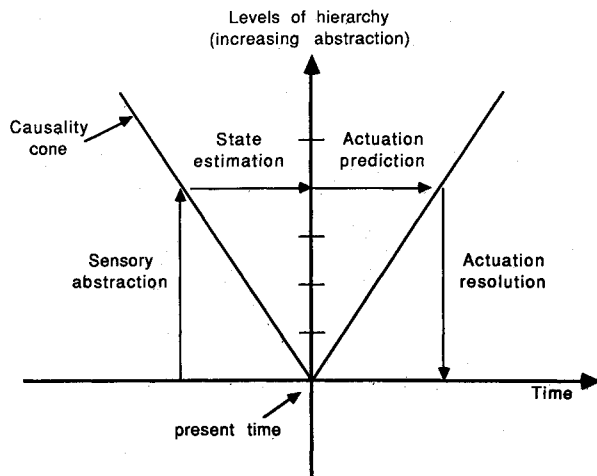 Levels of hierarchy
(increasing abstraction)
Causality
cone
State
estimation
Actuation
prediction
Sensory
abstraction
Actuation
resolution
Time
present time